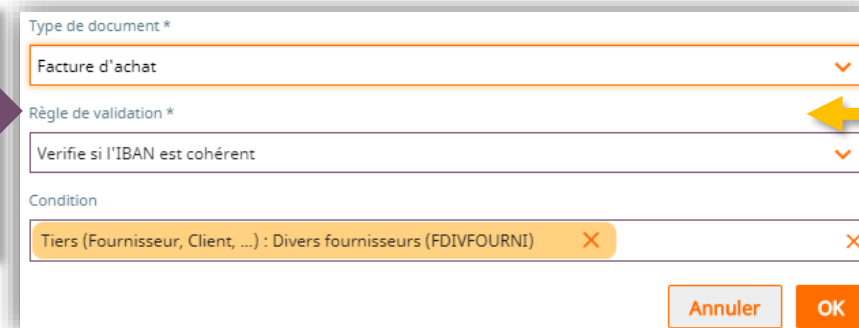 Type de document *
Facture d'achat
Règle de validation *
Verifie si l'IBAN est cohérent
Condition
Tiers (Fournisseur, Client, ...) : Divers fournisseurs (FDIVFOURNI)
Annuler OK